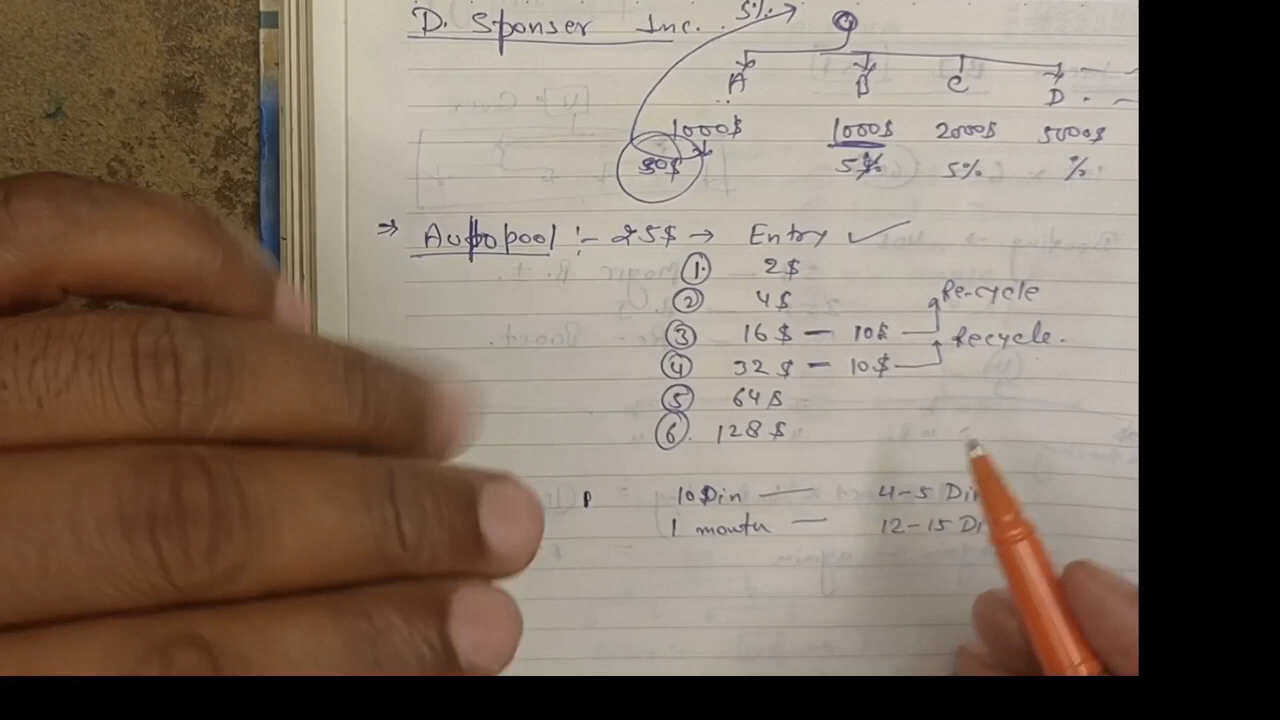 D. Sponser Inc. 5%
A B C D
1000$ 1000$ 2000$ 5000$
50$ 5% 5% %
⇒ Autopool :- 25$ → Entry ✓
① 2$
② 4$
Re-cycle
③ 16$ — 10$ Recycle.
④ 32$ — 10$
⑤ 64$
⑥ 128$
10 Din — 4-5 Din
1 month — 12-15 Di